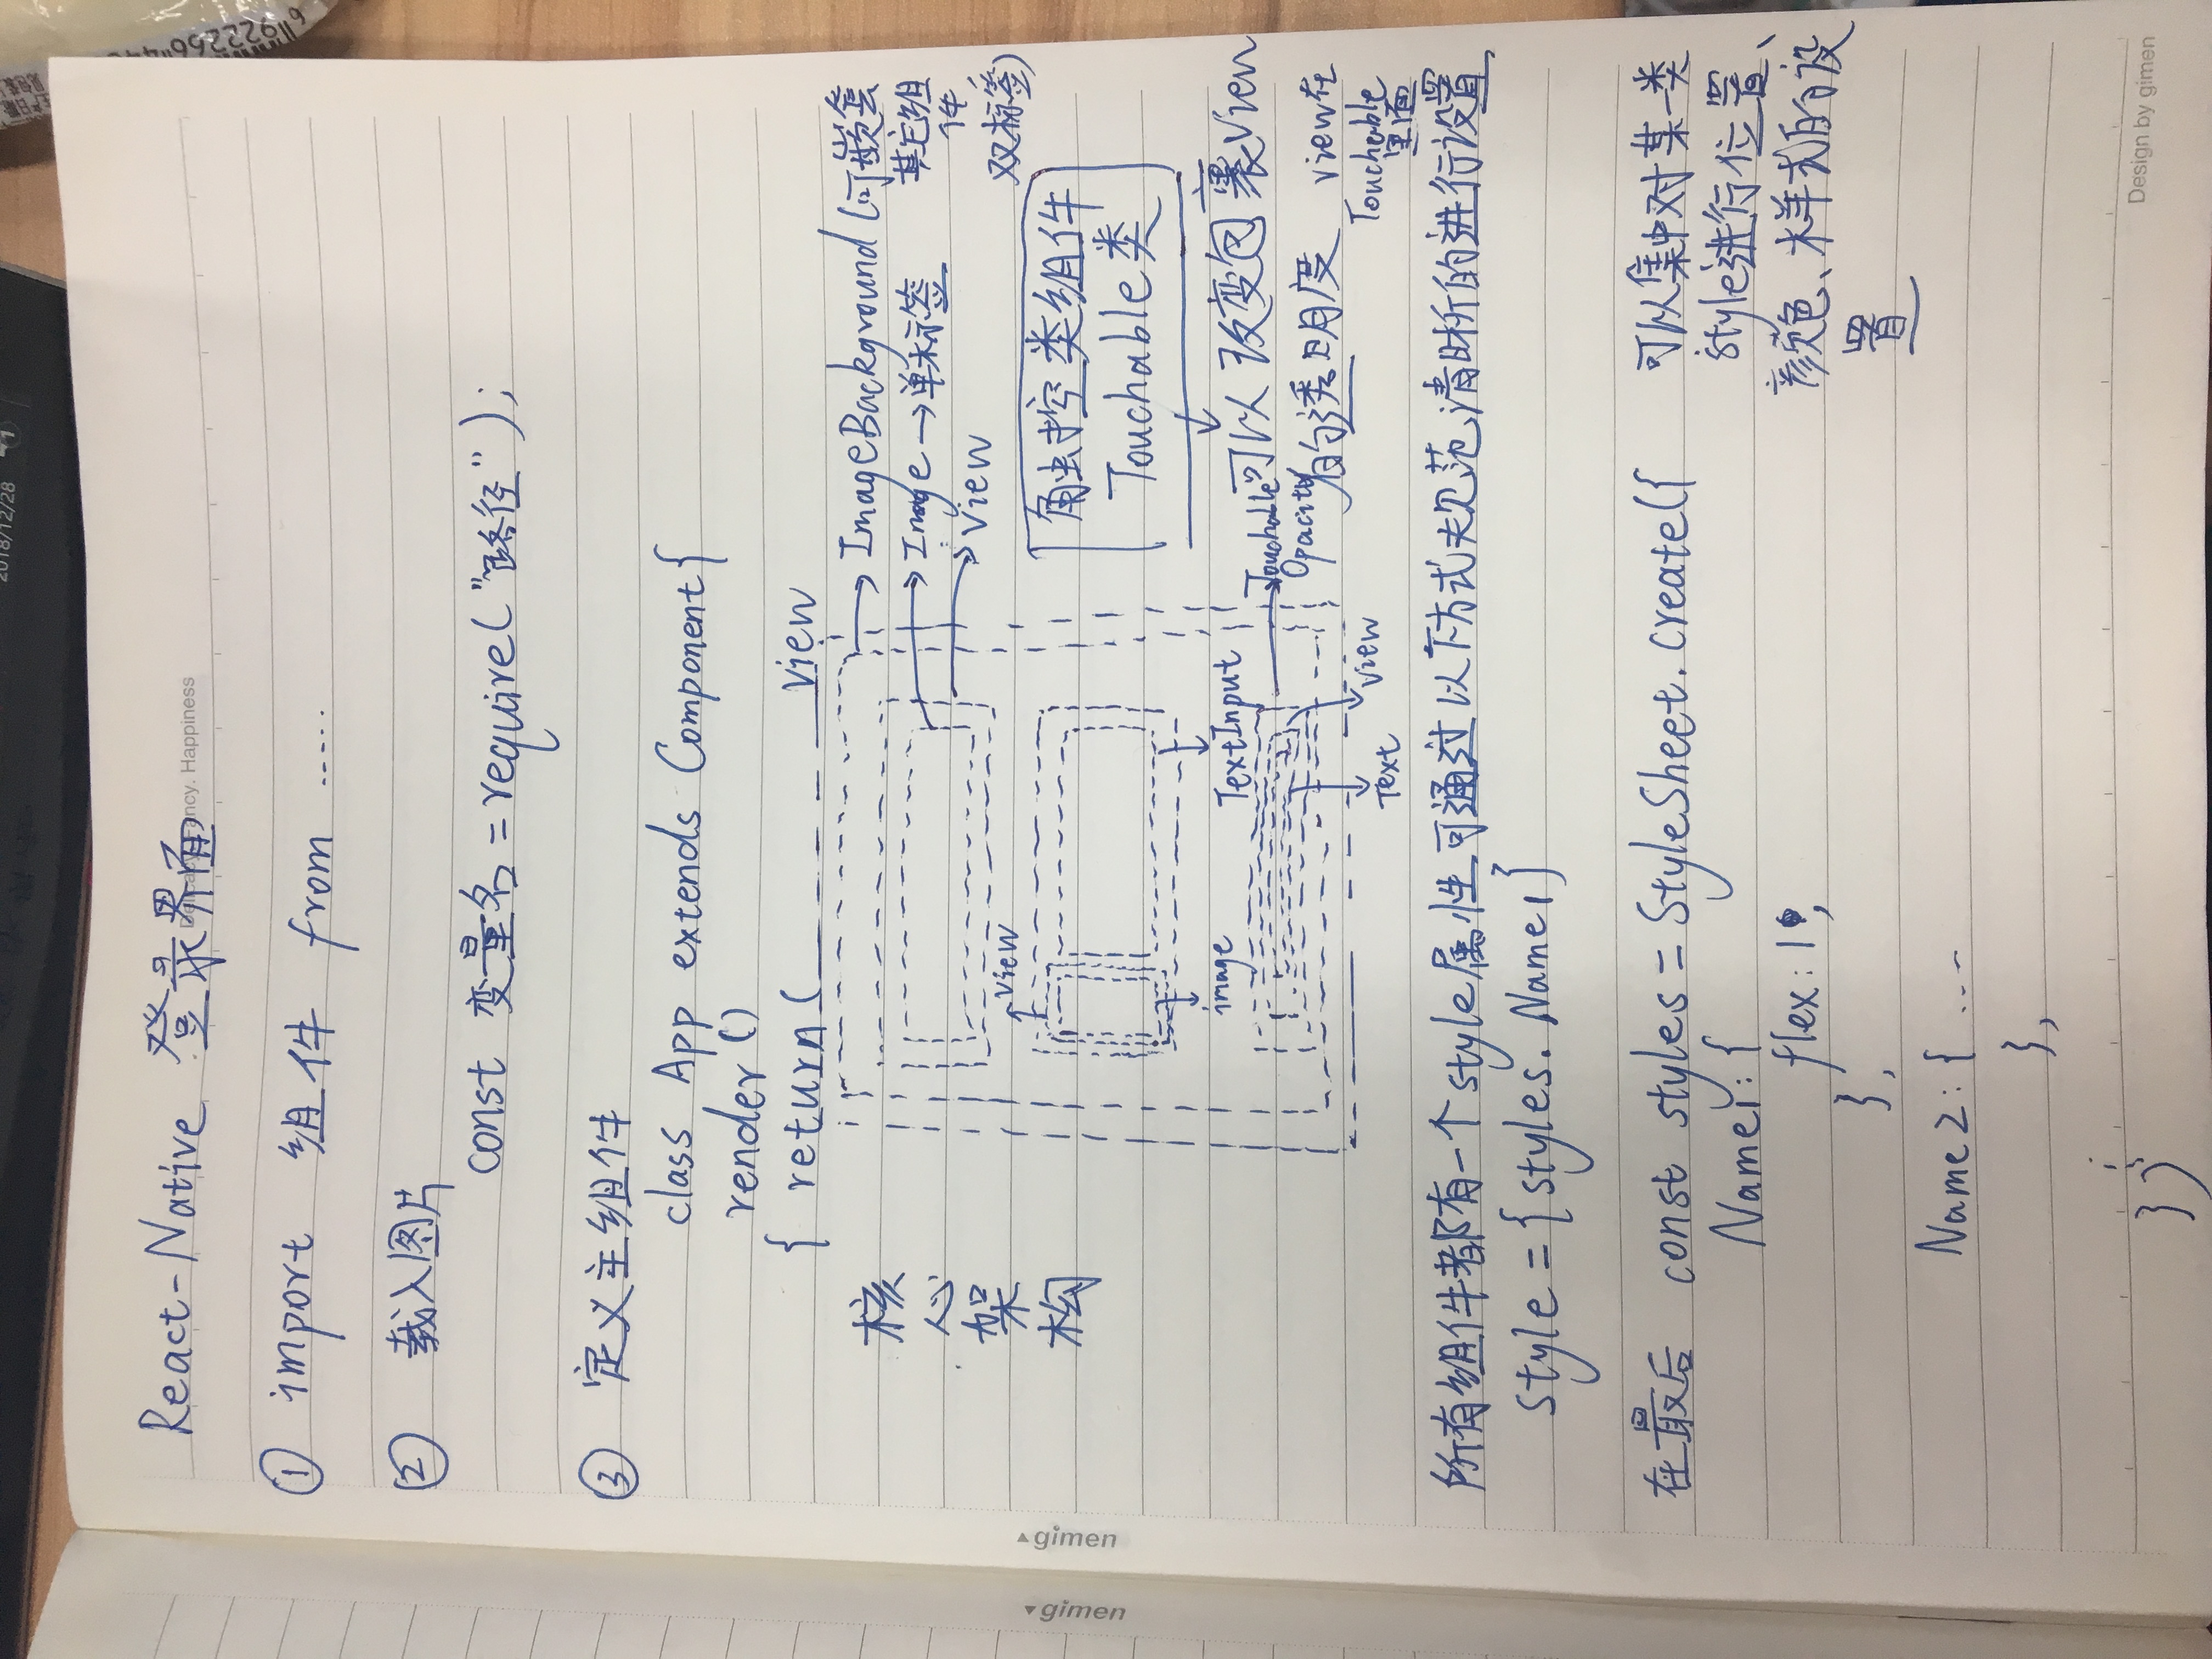 2018/12/28
React-Native 登录界面
Delicacy. Fancy. Happiness
① import 组件 from ......
② 载入图片
const 变量名 = require("路径");
③ 定义主组件
class App extends Component{
render()
{ return(
view
核心架构
ImageBackground (可嵌套
其它组
件,
双标签)
Image → 单标签
view
view
触控类组件
Touchable类
image
TextInput
Touchable
Opacity
可以改变包裹View
的透明度
view在
Touchable
里面
Text
view
所有组件都有一个style属性,可通过以下方式规范,清晰的进行设置
style = {styles.Name1}
在最后 const styles = StyleSheet.create({
Name1: {
flex: 1,
},
Name2: { ...
},
})
可以集中对某一类
style进行位置、
颜色、样式的设
置
gimen
gimen
Design by gimen